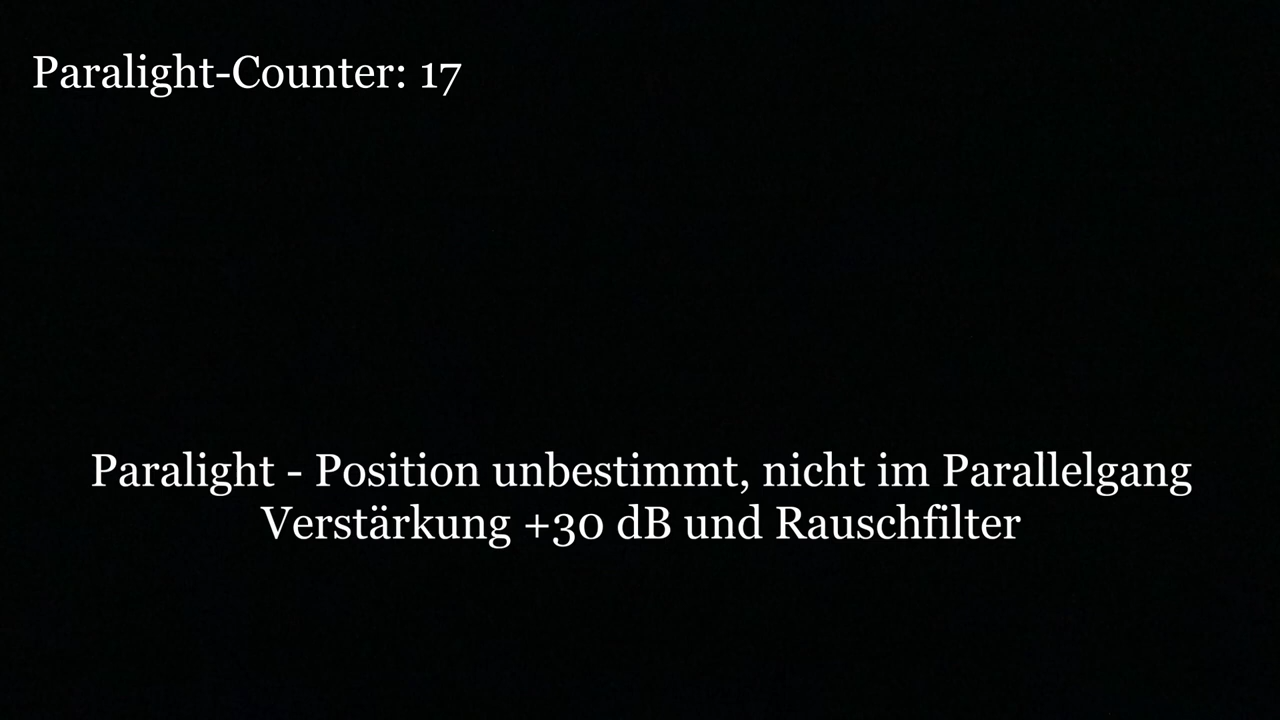 Paralight-Counter: 17
Paralight - Position unbestimmt, nicht im Parallelgang
Verstärkung +30 dB und Rauschfilter